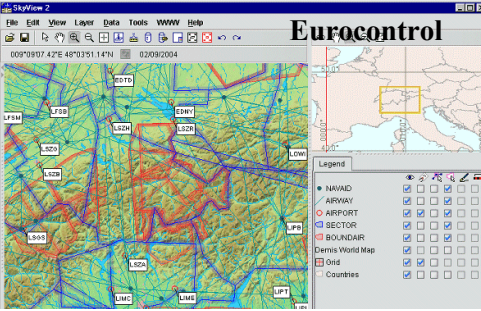 SkyView 2
File Edit View Layer Data Tools WWW Help
Eurocontrol
009°09'07.42"E 48°03'51.14"N 02/09/2004
EDTD
LFSB
EDNY
LFSM
LSZH
LSZR
LSZG
LOWI
LSZB
LSGS
LIPB
LSZA
LIMC
LIME
LIPT
Legend
NAVAID
AIRWAY
AIRPORT
SECTOR
BOUNDAIR
Demis World Map
Grid
Countries